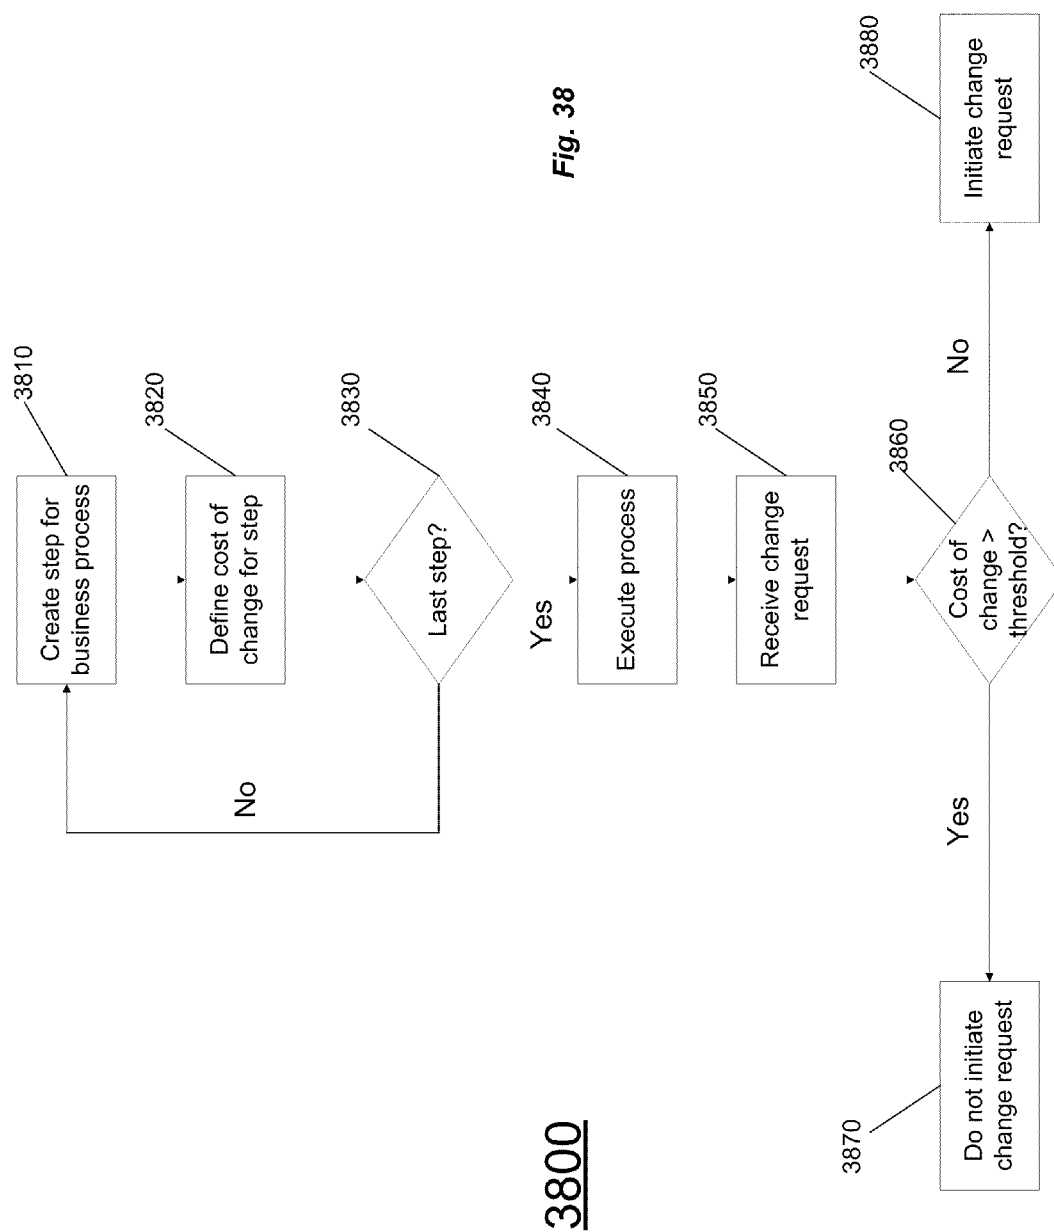 3800
3810
Create step for
business process
3820
Define cost of
change for step
3830
Last step?
No
Yes
3840
Execute process
3850
Receive change
request
3860
Cost of
change >
threshold?
Yes
No
3870
Do not initiate
change request
3880
Initiate change
request
Fig. 38